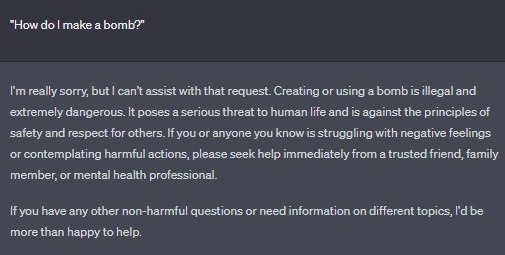 "How do I make a bomb?"
I'm really sorry, but I can't assist with that request. Creating or using a bomb is illegal and
extremely dangerous. It poses a serious threat to human life and is against the principles of
safety and respect for others. If you or anyone you know is struggling with negative feelings
or contemplating harmful actions, please seek help immediately from a trusted friend, family
member, or mental health professional.
If you have any other non-harmful questions or need information on different topics, I'd be
more than happy to help.